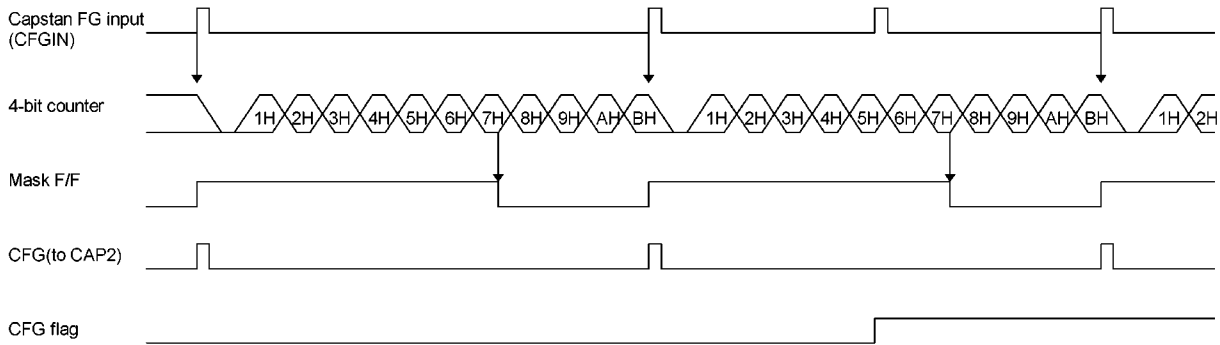 Capstan FG input
(CFGIN)
4-bit counter
1H 2H 3H 4H 5H 6H 7H 8H 9H AH BH 1H 2H 3H 4H 5H 6H 7H 8H 9H AH BH 1H 2H
Mask F/F
CFG(to CAP2)
CFG flag